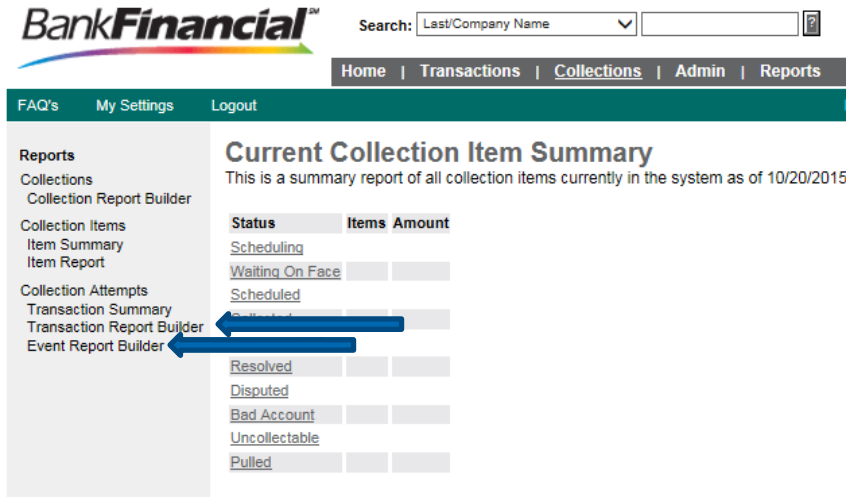 BankFinancial℠ Search: Last/Company Name ?
Home | Transactions | Collections | Admin | Reports
FAQ's My Settings Logout
Reports
Collections
Collection Report Builder
Collection Items
Item Summary
Item Report
Collection Attempts
Transaction Summary
Transaction Report Builder
Event Report Builder
Current Collection Item Summary
This is a summary report of all collection items currently in the system as of 10/20/2015
Status Items Amount
Scheduling
Waiting On Face
Scheduled
Resolved
Disputed
Bad Account
Uncollectable
Pulled